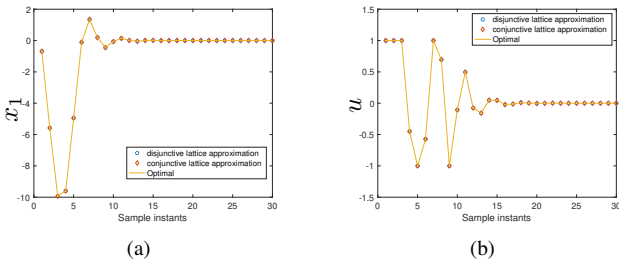 2
0
-2
-4
-6
-8
-10
x1
disjunctive lattice approximation
conjunctive lattice approximation
Optimal
0 5 10 15 20 25 30
Sample instants
(a)
1.5
1
0.5
0
-0.5
-1
-1.5
u
disjunctive lattice approximation
conjunctive lattice approximation
Optimal
0 5 10 15 20 25 30
Sample instants
(b)